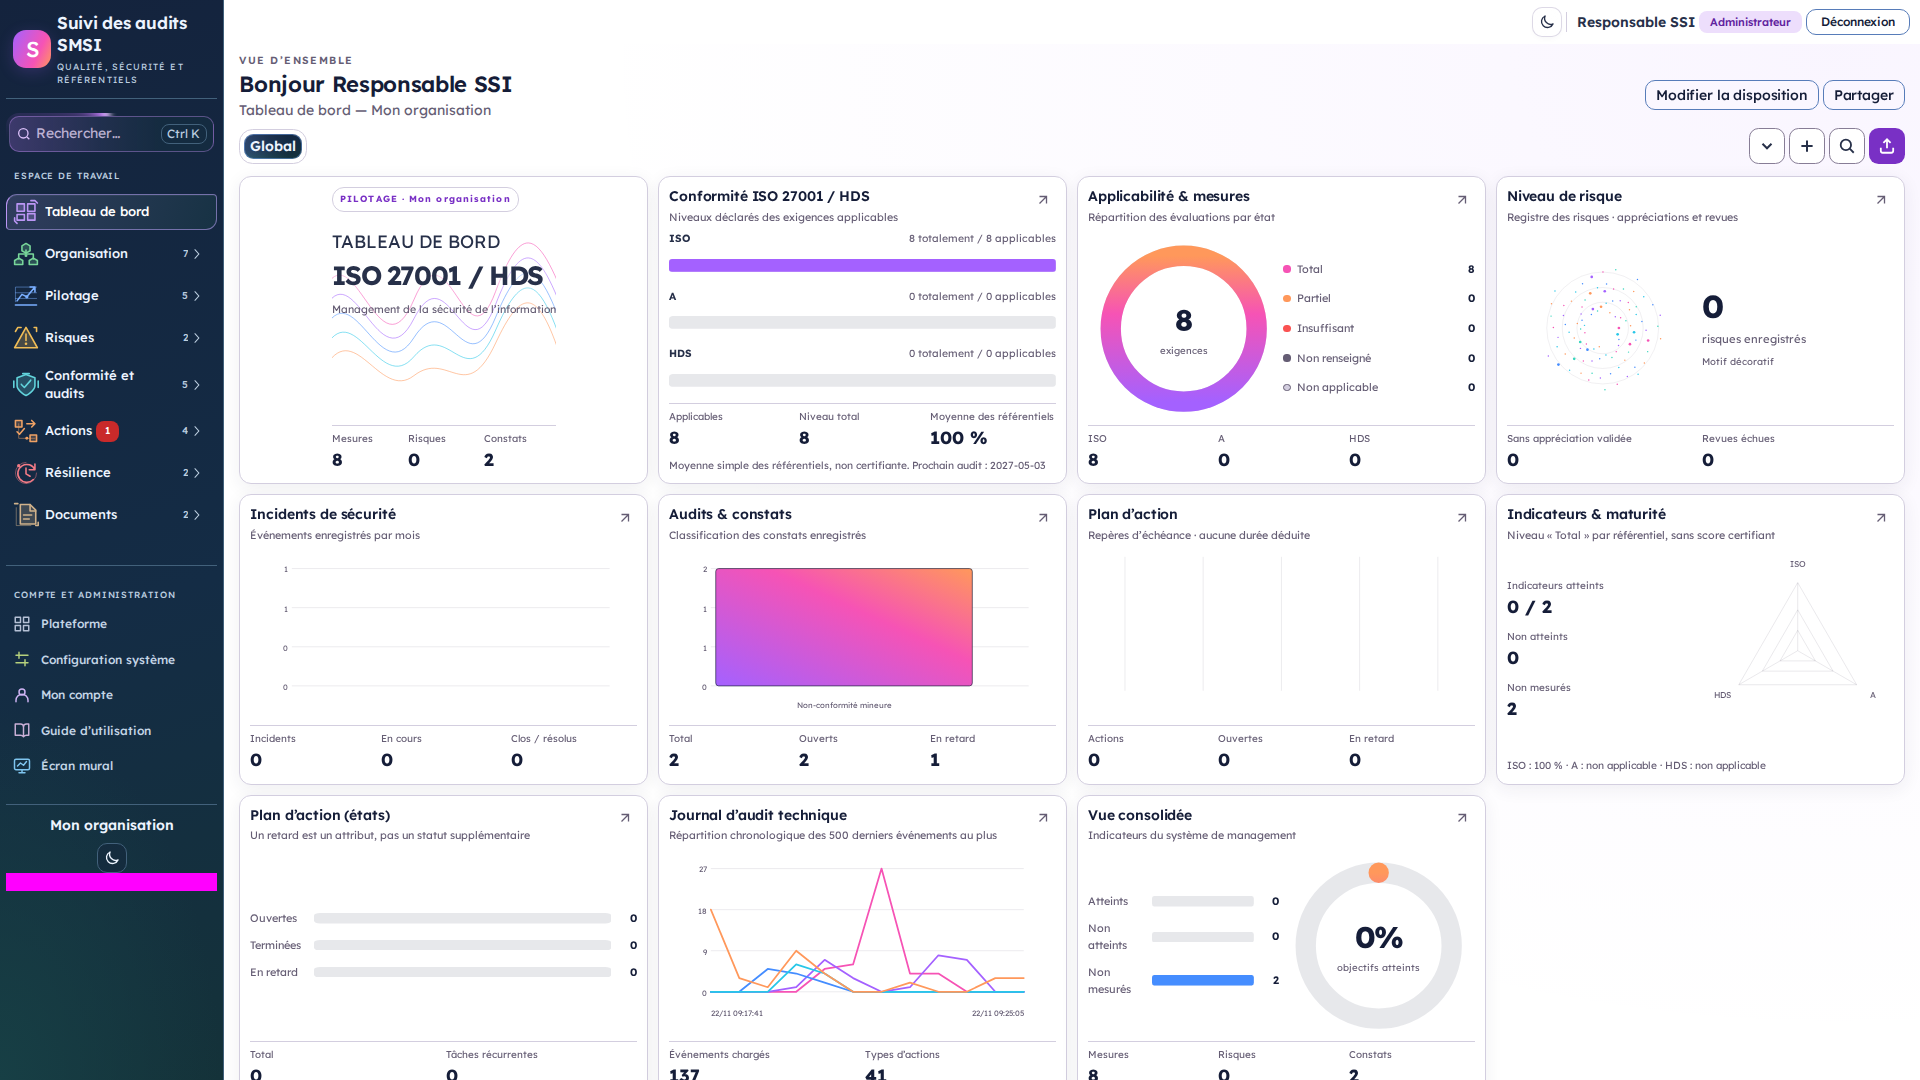 S
Suivi des audits
SMSI
QUALITÉ, SÉCURITÉ ET
RÉFÉRENTIELS
Rechercher...
Ctrl K
ESPACE DE TRAVAIL
Tableau de bord
Organisation 7
Pilotage 5
Risques 2
Conformité et
audits 5
Actions 1 4
Résilience 2
Documents 2
COMPTE ET ADMINISTRATION
Plateforme
Configuration système
Mon compte
Guide d’utilisation
Écran mural
Mon organisation
Responsable SSI Administrateur Déconnexion
VUE D’ENSEMBLE
Bonjour Responsable SSI
Tableau de bord — Mon organisation
Modifier la disposition Partager
Global
PILOTAGE · Mon organisation
TABLEAU DE BORD
ISO 27001 / HDS
Management de la sécurité de l’information
Mesures Risques Constats
8 0 2
Conformité ISO 27001 / HDS
Niveaux déclarés des exigences applicables
ISO 8 totalement / 8 applicables
A 0 totalement / 0 applicables
HDS 0 totalement / 0 applicables
Applicables Niveau total Moyenne des référentiels
8 8 100 %
Moyenne simple des référentiels, non certifiante. Prochain audit : 2027-05-03
Applicabilité & mesures
Répartition des évaluations par état
8
exigences
Total 8
Partiel 0
Insuffisant 0
Non renseigné 0
Non applicable 0
ISO A HDS
8 0 0
Niveau de risque
Registre des risques · appréciations et revues
0
risques enregistrés
Motif décoratif
Sans appréciation validée Revues échues
0 0
Incidents de sécurité
Événements enregistrés par mois
1
1
0
0
Incidents En cours Clos / résolus
0 0 0
Audits & constats
Classification des constats enregistrés
2
1
1
0
Non-conformité mineure
Total Ouverts En retard
2 2 1
Plan d’action
Repères d’échéance · aucune durée déduite
Actions Ouvertes En retard
0 0 0
Indicateurs & maturité
Niveau « Total » par référentiel, sans score certifiant
Indicateurs atteints
0 / 2
Non atteints
0
Non mesurés
2
ISO
HDS A
ISO : 100 % · A : non applicable · HDS : non applicable
Plan d’action (états)
Un retard est un attribut, pas un statut supplémentaire
Ouvertes 0
Terminées 0
En retard 0
Total Tâches récurrentes
0 0
Journal d’audit technique
Répartition chronologique des 500 derniers événements au plus
27
18
9
0
22/11 09:17:41 22/11 09:25:05
Événements chargés Types d’actions
137 41
Vue consolidée
Indicateurs du système de management
Atteints 0
Non
atteints 0
Non
mesurés 2
0%
objectifs atteints
Mesures Risques Constats
8 0 2